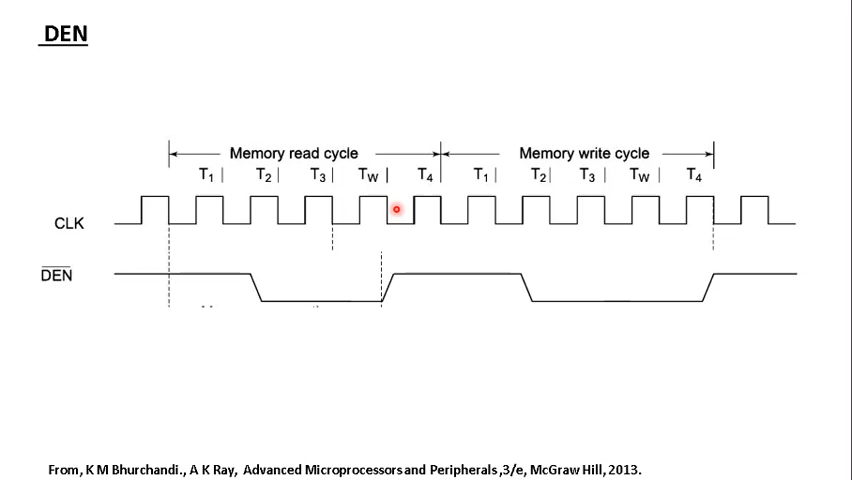 DEN
Memory read cycle Memory write cycle
T1 T2 T3 TW T4 T1 T2 T3 TW T4
CLK
DEN
From, K M Bhurchandi., A K Ray, Advanced Microprocessors and Peripherals ,3/e, McGraw Hill, 2013.